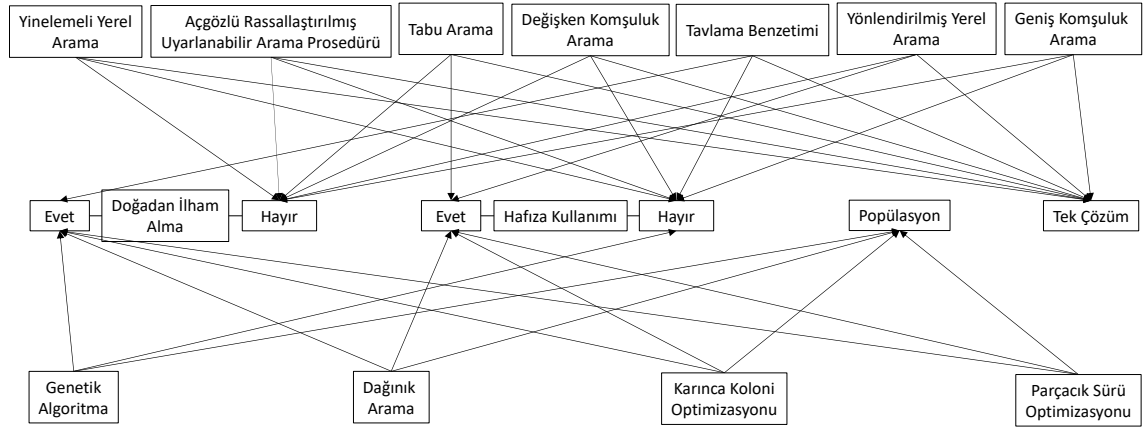 Yinelemeli Yerel
Arama
Açgözlü Rassallaştırılmış
Uyarlanabilir Arama Prosedürü
Tabu Arama
Değişken Komşuluk
Arama
Tavlama Benzetimi
Yönlendirilmiş Yerel
Arama
Geniş Komşuluk
Arama
Evet
Doğadan İlham
Alma
Hayır
Evet
Hafıza Kullanımı
Hayır
Popülasyon
Tek Çözüm
Genetik
Algoritma
Dağınık
Arama
Karınca Koloni
Optimizasyonu
Parçacık Sürü
Optimizasyonu